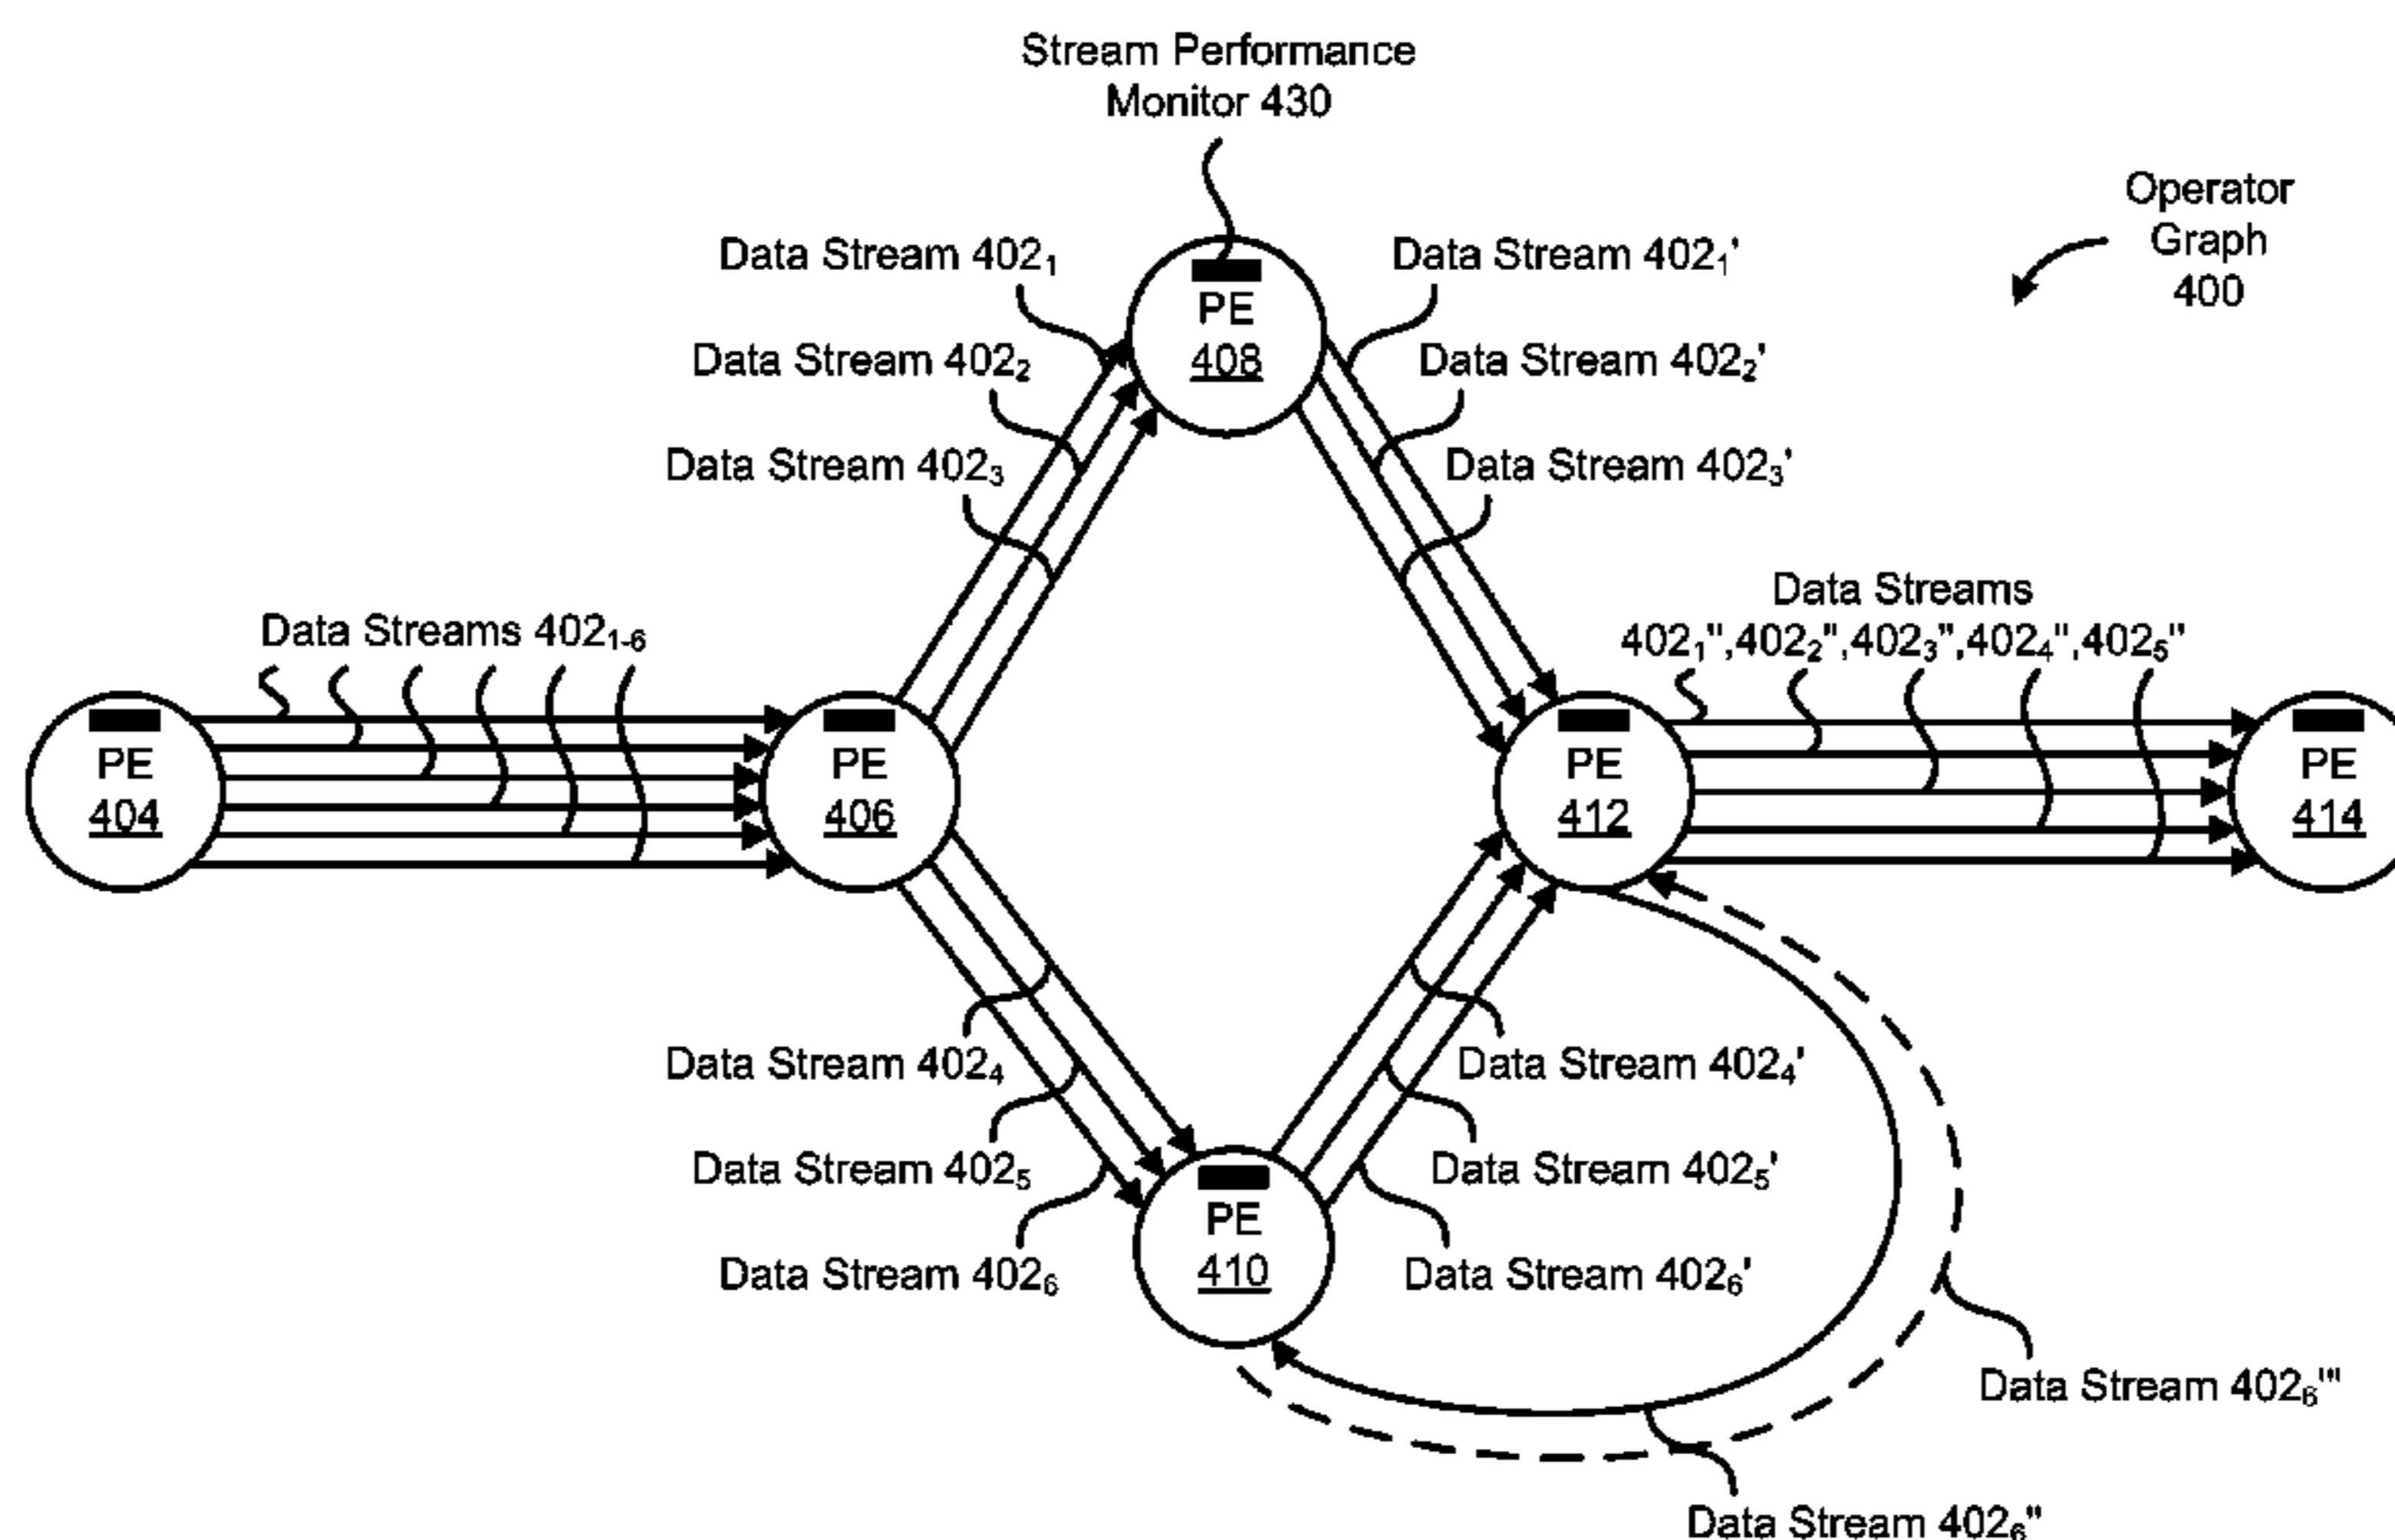 Stream Performance
Monitor 430
Operator
Graph
400
Data Stream 402₁
Data Stream 402₂
Data Stream 402₃
PE
408
Data Stream 402₁'
Data Stream 402₂'
Data Stream 402₃'
Data Streams 402₁₋₆
Data Streams
402₁",402₂",402₃",402₄",402₅"
PE
404
PE
406
PE
412
PE
414
Data Stream 402₄
Data Stream 402₅
Data Stream 402₆
PE
410
Data Stream 402₄'
Data Stream 402₅'
Data Stream 402₆'
Data Stream 402₆'"
Data Stream 402₆"